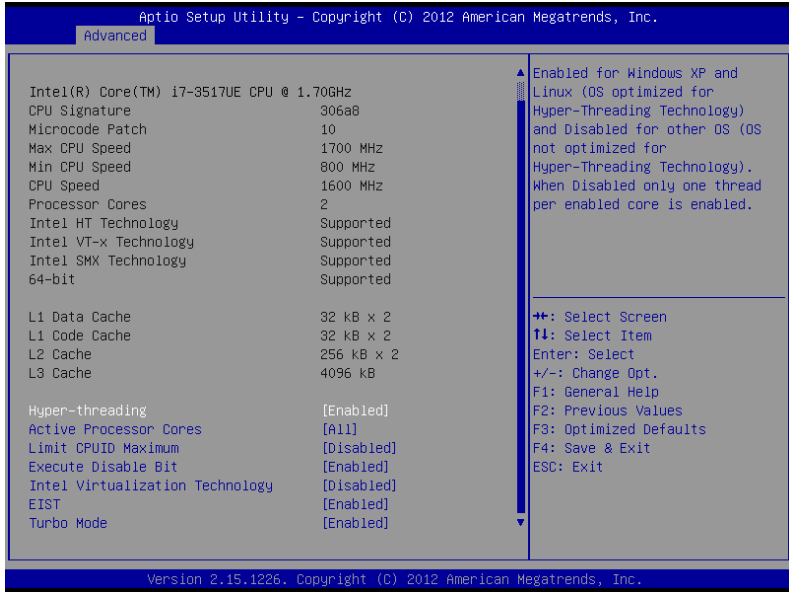 Aptio Setup Utility – Copyright (C) 2012 American Megatrends, Inc.
Advanced
Intel(R) Core(TM) i7-3517UE CPU @ 1.70GHz
CPU Signature 306a8
Microcode Patch 10
Max CPU Speed 1700 MHz
Min CPU Speed 800 MHz
CPU Speed 1600 MHz
Processor Cores 2
Intel HT Technology Supported
Intel VT-x Technology Supported
Intel SMX Technology Supported
64-bit Supported
L1 Data Cache 32 kB x 2
L1 Code Cache 32 kB x 2
L2 Cache 256 kB x 2
L3 Cache 4096 kB
Hyper-threading [Enabled]
Active Processor Cores [All]
Limit CPUID Maximum [Disabled]
Execute Disable Bit [Enabled]
Intel Virtualization Technology [Disabled]
EIST [Enabled]
Turbo Mode [Enabled]
Enabled for Windows XP and
Linux (OS optimized for
Hyper-Threading Technology)
and Disabled for other OS (OS
not optimized for
Hyper-Threading Technology).
When Disabled only one thread
per enabled core is enabled.
→←: Select Screen
↑↓: Select Item
Enter: Select
+/-: Change Opt.
F1: General Help
F2: Previous Values
F3: Optimized Defaults
F4: Save & Exit
ESC: Exit
Version 2.15.1226. Copyright (C) 2012 American Megatrends, Inc.